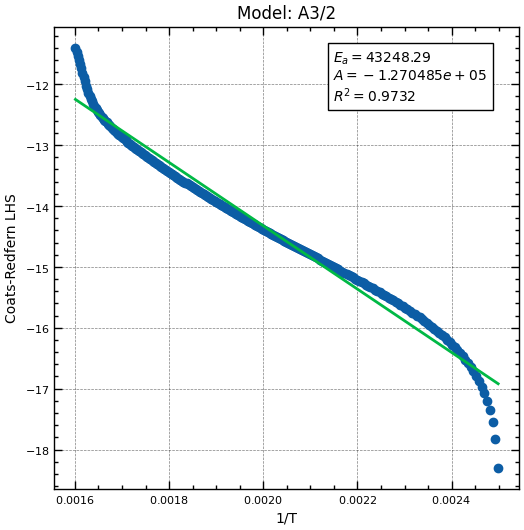 Model: A3/2
E_a = 43248.29
A = −1.270485e + 05
R² = 0.9732
Coats-Redfern LHS
−12
−13
−14
−15
−16
−17
−18
0.0016 0.0018 0.0020 0.0022 0.0024
1/T